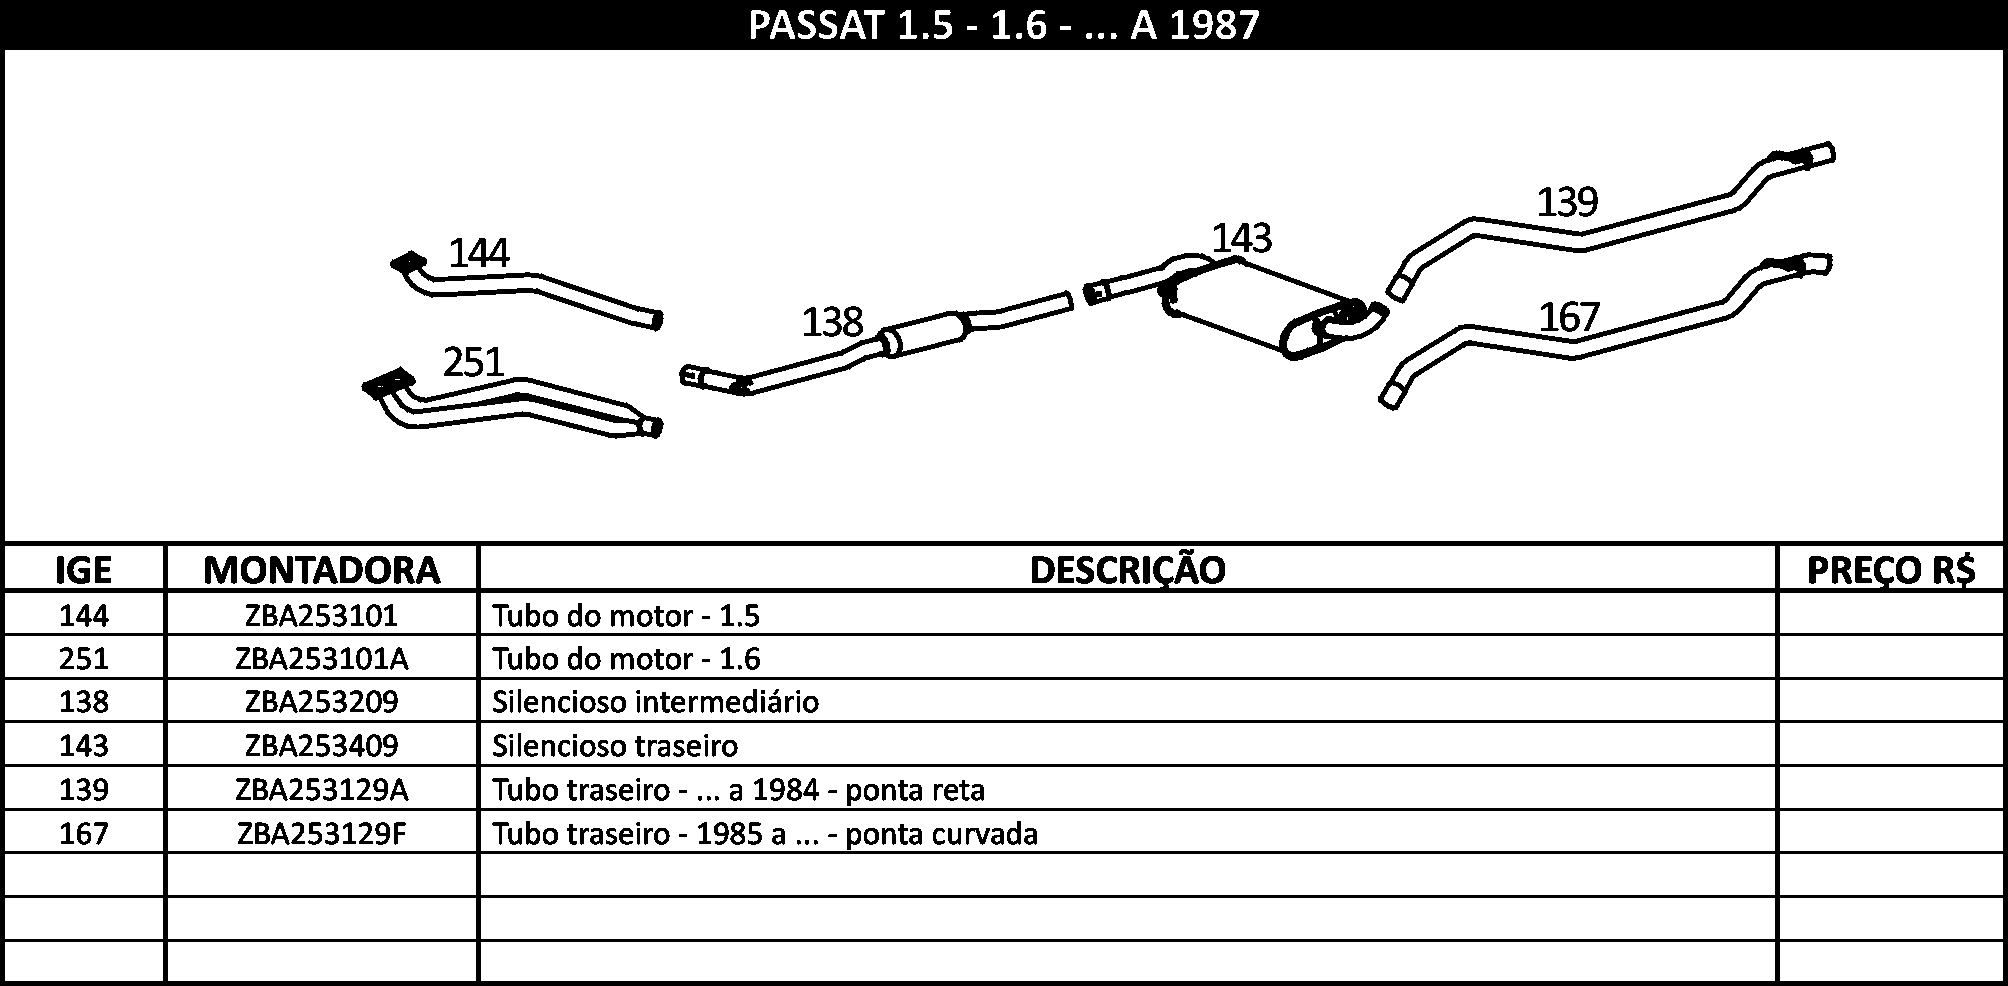 PASSAT 1.5 - 1.6 - ... A 1987
139
143
144
138
167
251
IGE MONTADORA DESCRIÇÃO PREÇO R$
144 ZBA253101 Tubo do motor - 1.5
251 ZBA253101A Tubo do motor - 1.6
138 ZBA253209 Silencioso intermediário
143 ZBA253409 Silencioso traseiro
139 ZBA253129A Tubo traseiro - ... a 1984 - ponta reta
167 ZBA253129F Tubo traseiro - 1985 a ... - ponta curvada